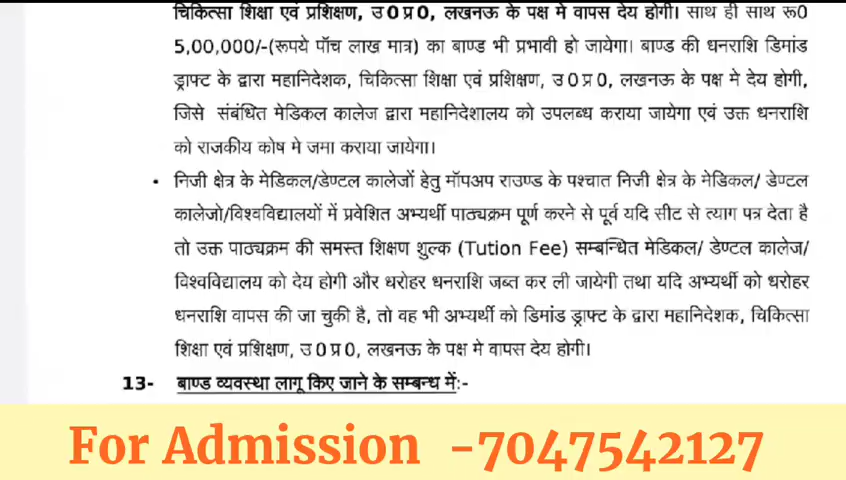 चिकित्सा शिक्षा एवं प्रशिक्षण, उ0प्र0, लखनऊ के पक्ष मे वापस देय होगी। साथ ही साथ रू0
5,00,000/-(रूपये पॉच लाख मात्र) का बाण्ड भी प्रभावी हो जायेगा। बाण्ड की धनराशि डिमांड
ड्राफ्ट के द्वारा महानिदेशक, चिकित्सा शिक्षा एवं प्रशिक्षण, उ0प्र0, लखनऊ के पक्ष मे देय होगी,
जिसे संबंधित मेडिकल कालेज द्वारा महानिदेशालय को उपलब्ध कराया जायेगा एवं उक्त धनराशि
को राजकीय कोष मे जमा कराया जायेगा।
• निजी क्षेत्र के मेडिकल/डेण्टल कालेजों हेतु मॉपअप राउण्ड के पश्चात निजी क्षेत्र के मेडिकल/ डेण्टल
कालेजो/विश्वविद्यालयों में प्रवेशित अभ्यर्थी पाठ्यक्रम पूर्ण करने से पूर्व यदि सीट से त्याग पत्र देता है
तो उक्त पाठ्यक्रम की समस्त शिक्षण शुल्क (Tution Fee) सम्बन्धित मेडिकल/ डेण्टल कालेज/
विश्वविद्यालय को देय होगी और धरोहर धनराशि जब्त कर ली जायेगी तथा यदि अभ्यर्थी को धरोहर
धनराशि वापस की जा चुकी है, तो वह भी अभ्यर्थी को डिमांड ड्राफ्ट के द्वारा महानिदेशक, चिकित्सा
शिक्षा एवं प्रशिक्षण, उ0प्र0, लखनऊ के पक्ष मे वापस देय होगी।
13- बाण्ड व्यवस्था लागू किए जाने के सम्बन्ध में:-
For Admission -7047542127